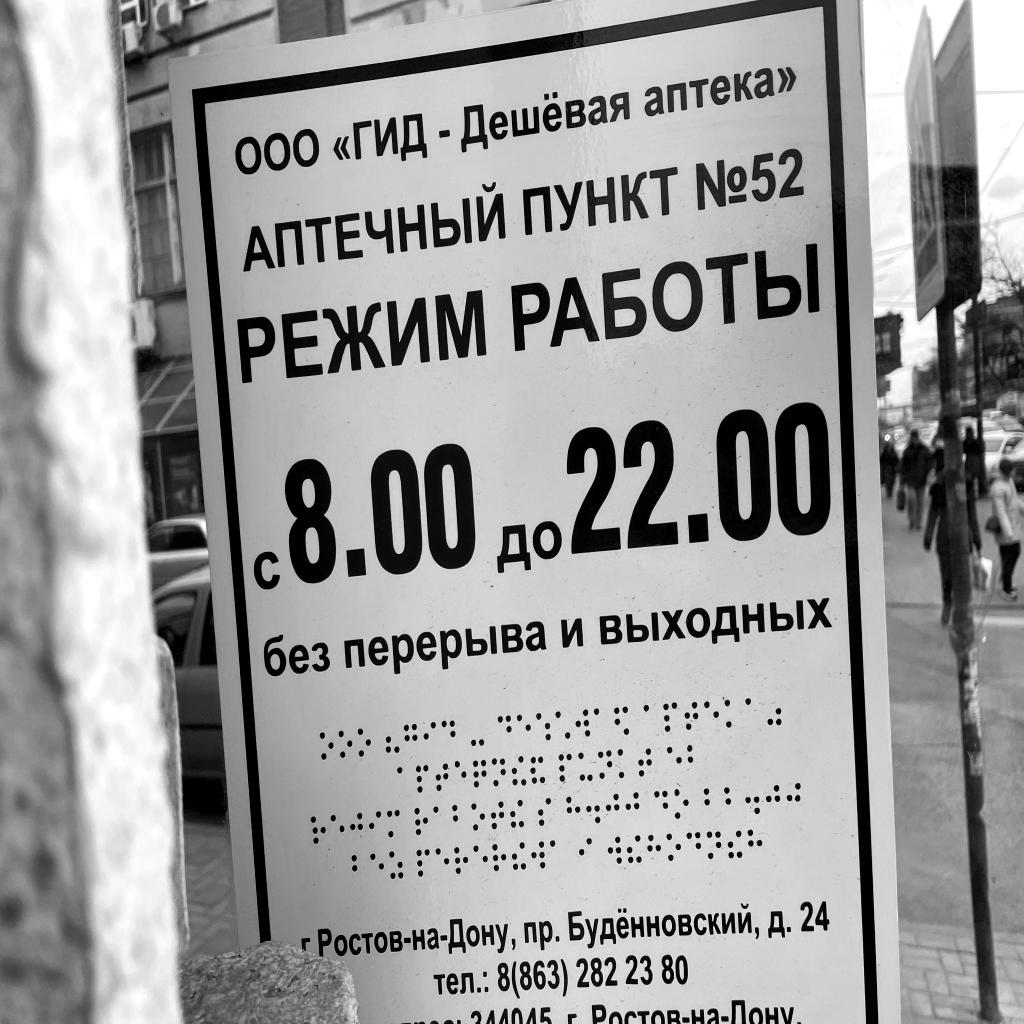 ООО «ГИД - Дешёвая аптека»
АПТЕЧНЫЙ ПУНКТ №52
РЕЖИМ РАБОТЫ
с 8.00 до 22.00
без перерыва и выходных
г Ростов-на-Дону, пр. Будённовский, д. 24
тел.: 8(863) 282 23 80
344045, г. Ростов-на-Дону,